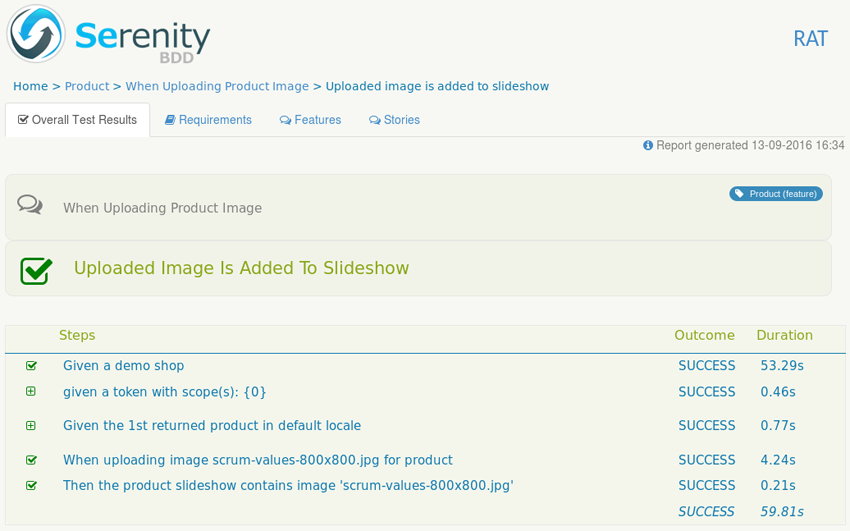 Serenity
BDD
RAT
Home > Product > When Uploading Product Image > Uploaded image is added to slideshow
Overall Test Results Requirements Features Stories
Report generated 13-09-2016 16:34
Product (feature)
When Uploading Product Image
Uploaded Image Is Added To Slideshow
Steps Outcome Duration
Given a demo shop SUCCESS 53.29s
given a token with scope(s): {0} SUCCESS 0.46s
Given the 1st returned product in default locale SUCCESS 0.77s
When uploading image scrum-values-800x800.jpg for product SUCCESS 4.24s
Then the product slideshow contains image 'scrum-values-800x800.jpg' SUCCESS 0.21s
SUCCESS 59.81s